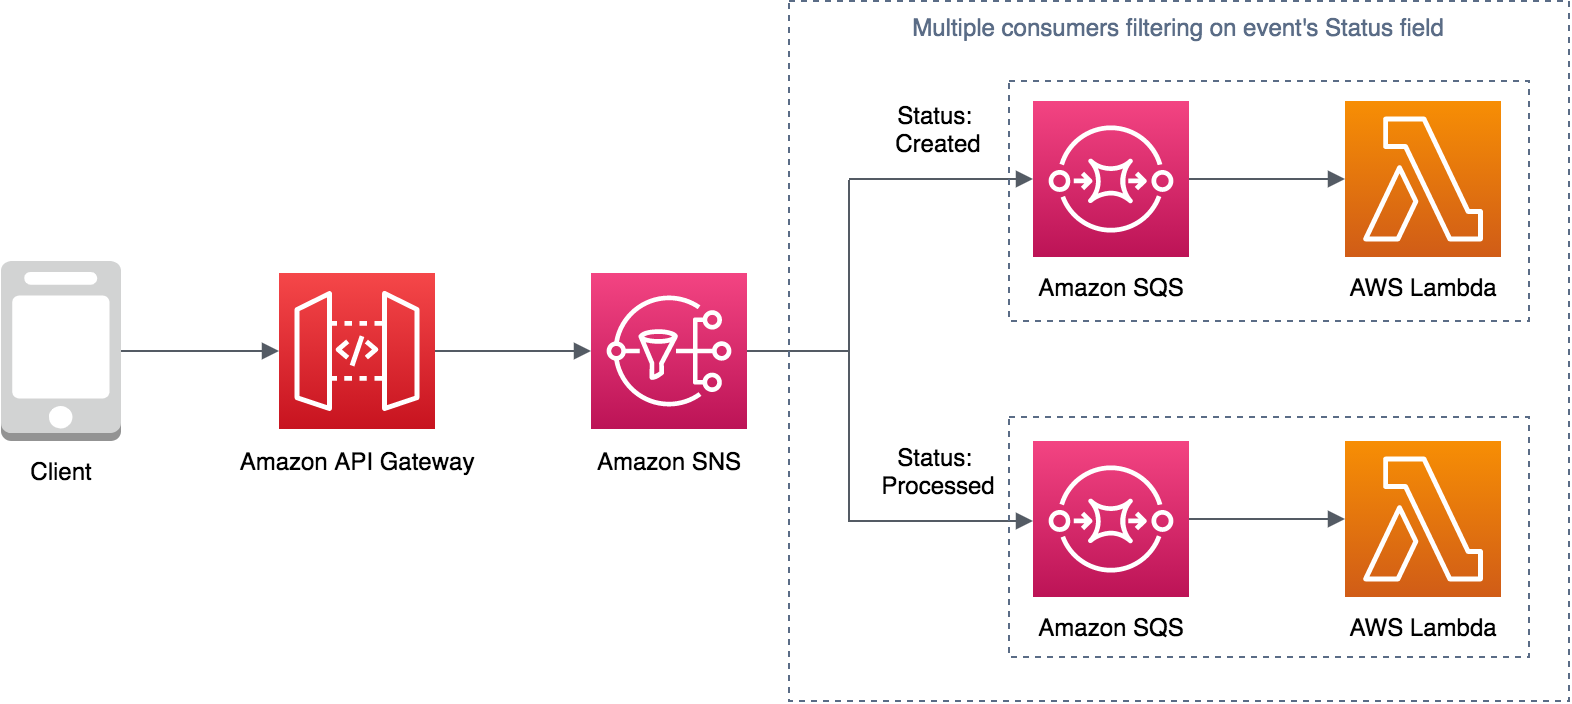 Multiple consumers filtering on event's Status field
Status:
Created
Amazon SQS
AWS Lambda
</>
Client
Amazon API Gateway
Amazon SNS
Status:
Processed
Amazon SQS
AWS Lambda